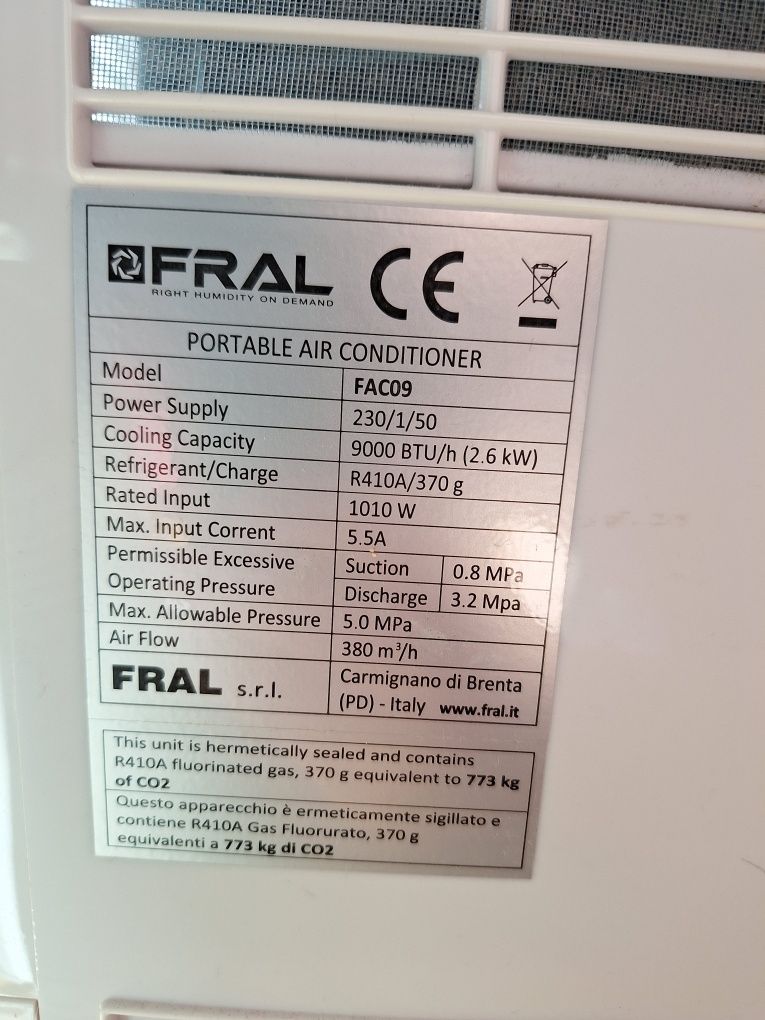 FRAL
RIGHT HUMIDITY ON DEMAND
CE
PORTABLE AIR CONDITIONER
Model FAC09
Power Supply 230/1/50
Cooling Capacity 9000 BTU/h (2.6 kW)
Refrigerant/Charge R410A/370 g
Rated Input 1010 W
Max. Input Corrent 5.5A
Permissible Excessive
Operating Pressure
Suction 0.8 MPa
Discharge 3.2 Mpa
Max. Allowable Pressure 5.0 MPa
Air Flow 380 m³/h
FRAL s.r.l.
Carmignano di Brenta
(PD) - Italy www.fral.it
This unit is hermetically sealed and contains
R410A fluorinated gas, 370 g equivalent to 773 kg
of CO2
Questo apparecchio è ermeticamente sigillato e
contiene R410A Gas Fluorurato, 370 g
equivalenti a 773 kg di CO2